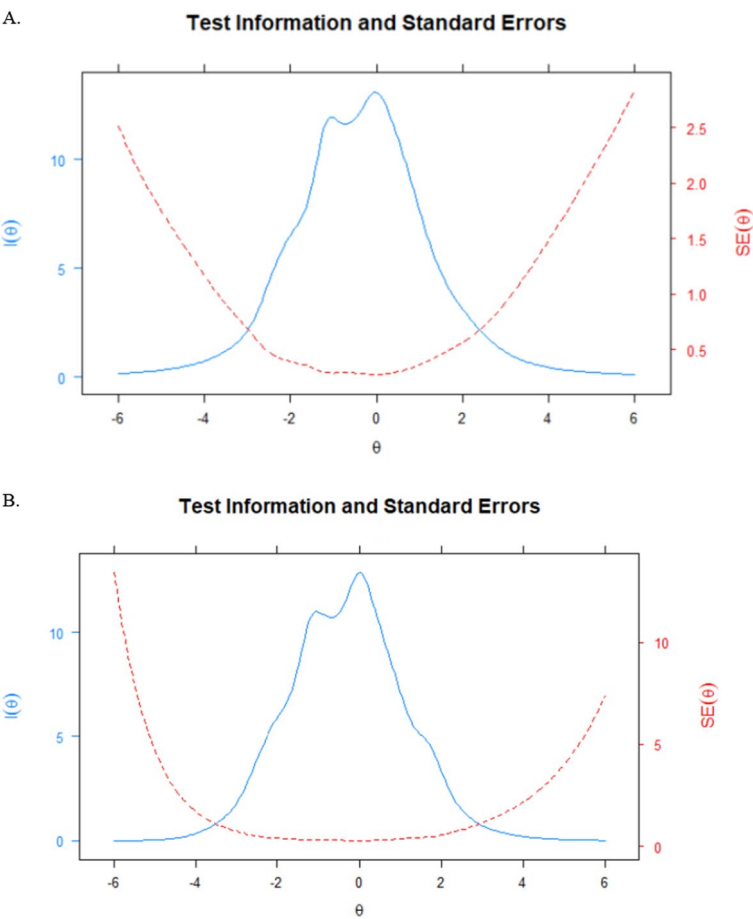 A.
Test Information and Standard Errors
10
5
0
I(θ)
2.5
2.0
1.5
1.0
0.5
SE(θ)
-6 -4 -2 0 2 4 6
θ
B.
Test Information and Standard Errors
10
5
0
I(θ)
10
5
0
SE(θ)
-6 -4 -2 0 2 4 6
θ